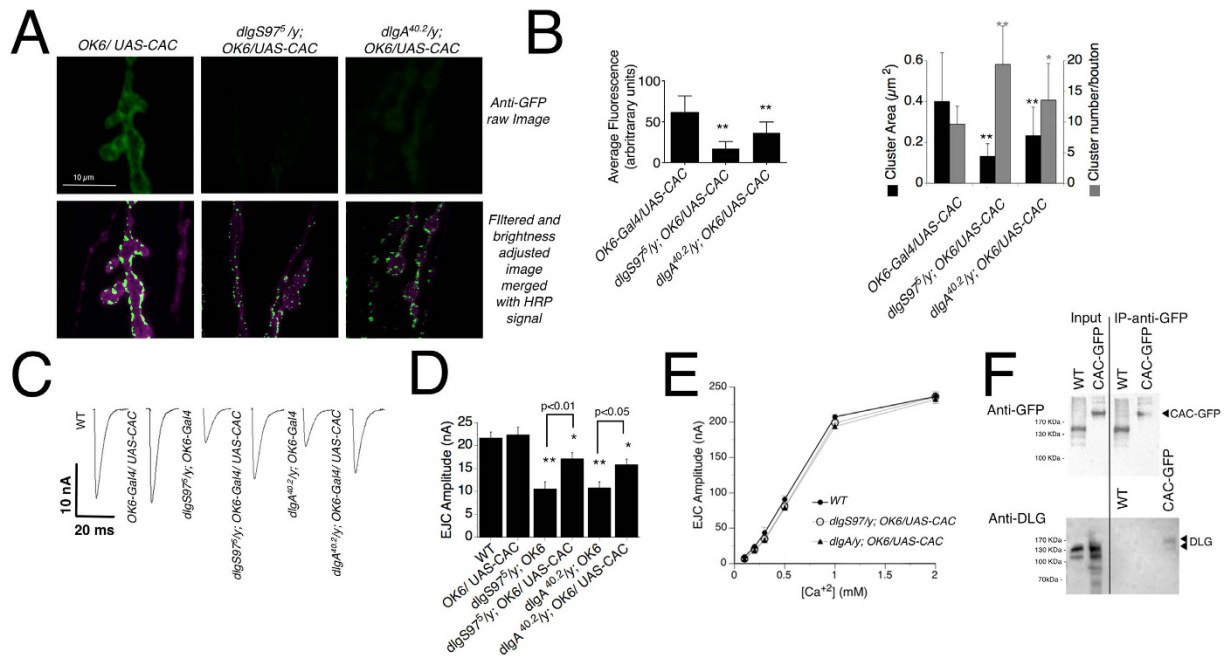 A
OK6/ UAS-CAC
dlgS97⁵/y;
OK6/UAS-CAC
dlgA⁴⁰·²/y;
OK6/UAS-CAC
Anti-GFP
raw Image
10 µm
FIltered and
brightness
adjusted
image
merged
with HRP
signal
B
Average Fluorescence
(arbritrarary units)
100
50
0
**
**
OK6-Gal4/UAS-CAC
dlgS97⁵/y; OK6/UAS-CAC
dlgA⁴⁰·²/y; OK6/UAS-CAC
Cluster Area (µm ²)
0.6
0.4
0.2
0
**
**
**
*
20
15
10
5
0
Cluster number/bouton
OK6-Gal4/UAS-CAC
dlgS97⁵/y; OK6/UAS-CAC
dlgA⁴⁰·²/y; OK6/UAS-CAC
C
WT
OK6-Gal4/ UAS-CAC
dlgS97⁵/y; OK6-Gal4
dlgS97⁵/y; OK6-Gal4/ UAS-CAC
dlgA⁴⁰·²/y; OK6-Gal4
dlgA⁴⁰·²/y; OK6-Gal4/ UAS-CAC
10 nA
20 ms
D
EJC Amplitude (nA)
25
20
15
10
5
0
p<0.01
p<0.05
**
*
**
*
WT
OK6/ UAS-CAC
dlgS97⁵/y; OK6
dlgS97⁵/y; OK6/ UAS-CAC
dlgA ⁴⁰·²/y; OK6
dlgA ⁴⁰·²/y; OK6/ UAS-CAC
E
EJC Amplitude (nA)
250
200
150
100
50
0
0.0
0.5
1.0
1.5
2.0
[Ca⁺²] (mM)
WT
dlgS97/y; OK6/UAS-CAC
dlgA/y; OK6/UAS-CAC
F
Input
IP-anti-GFP
WT
CAC-GFP
WT
CAC-GFP
Anti-GFP
170 KDa
130 KDa
100 KDa
CAC-GFP
WT
CAC-GFP
Anti-DLG
170 KDa
130 KDa
100 KDa
70kDa
DLG